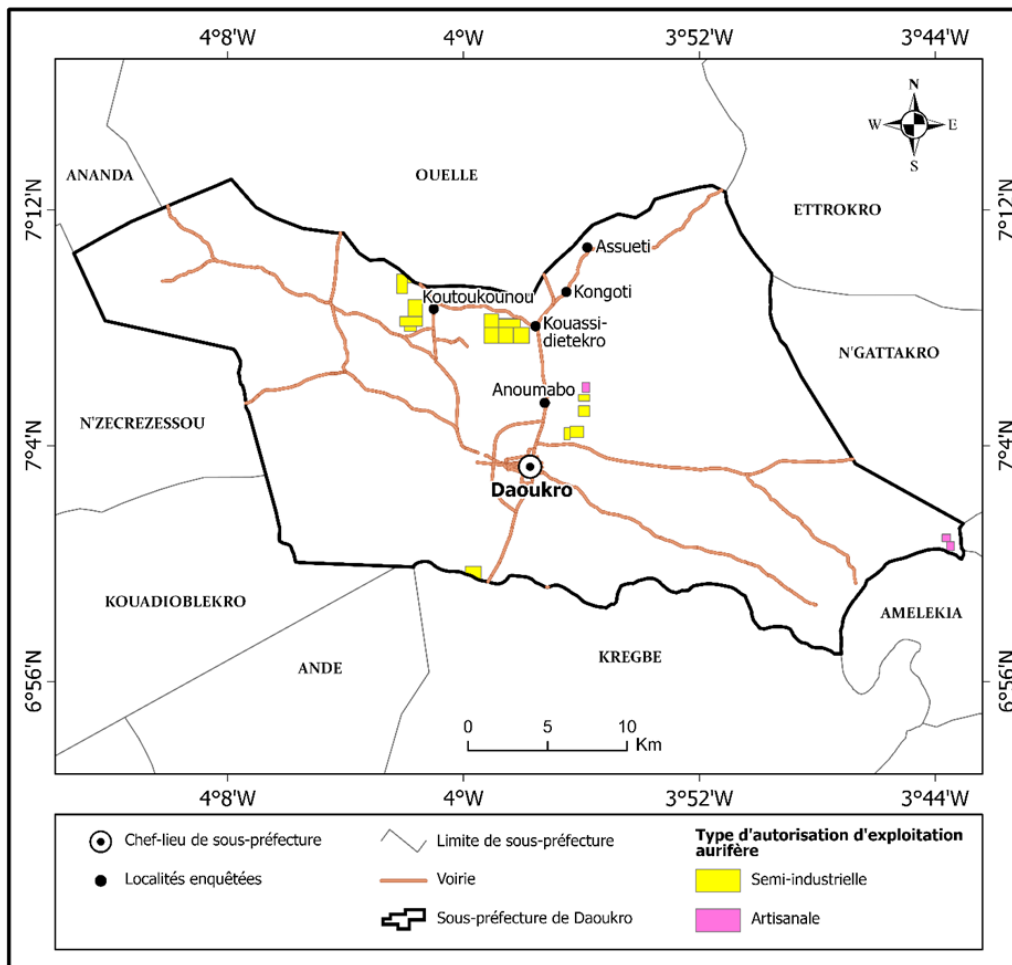 4°8'W 4°W 3°52'W 3°44'W
N
W E
S
OUELLE
ANANDA
ETTROKRO
7°12'N 7°12'N
Assueti
Kongoti
Koutoukounou
Kouassi-
dietekro
N'GATTAKRO
Anoumabo
N'ZECREZESSOU
7°4'N 7°4'N
Daoukro
KOUADIOBLEKRO
AMELEKIA
ANDE
KREGBE
6°56'N 6°56'N
0 5 10
Km
4°8'W 4°W 3°52'W 3°44'W
Chef-lieu de sous-préfecture
Localités enquêtées
Limite de sous-préfecture
Voirie
Sous-préfecture de Daoukro
Type d'autorisation d'exploitation
aurifère
Semi-industrielle
Artisanale